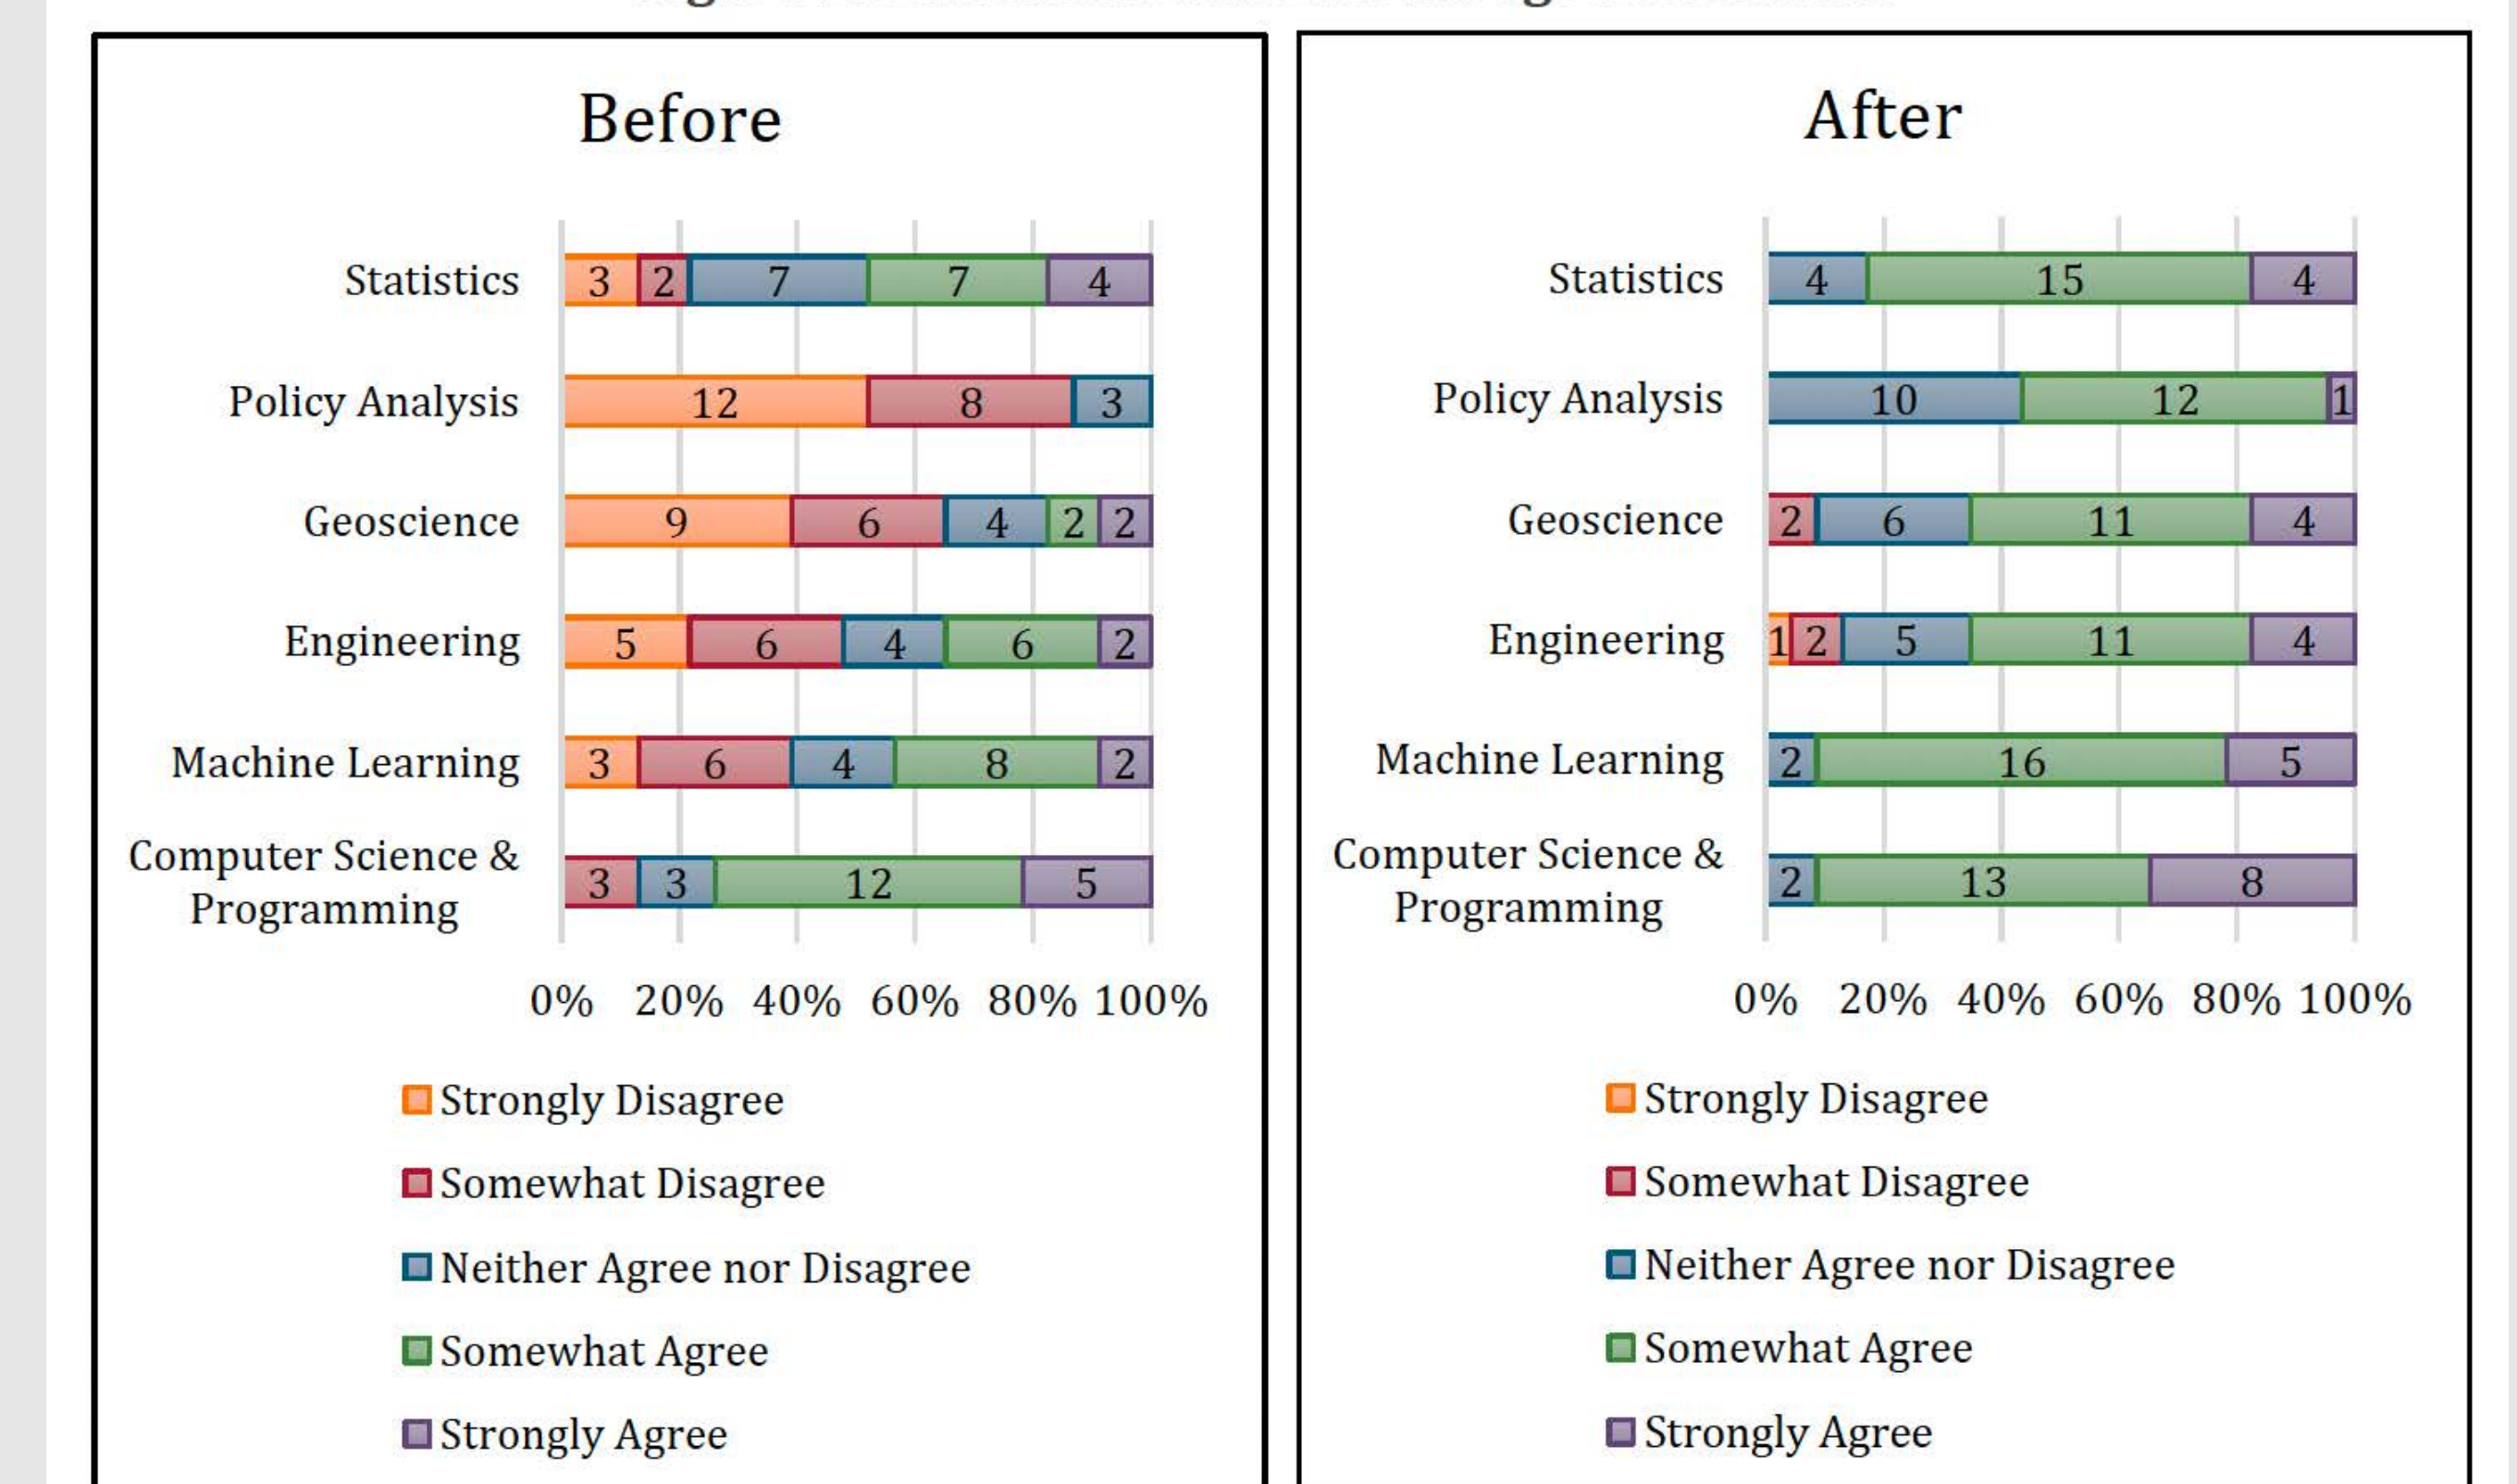 Before
Statistics
3 2 7 7 4
Policy Analysis
12 8 3
Geoscience
9 6 4 2 2
Engineering
5 6 4 6 2
Machine Learning
3 6 4 8 2
Computer Science &
Programming
3 3 12 5
0% 20% 40% 60% 80% 100%
Strongly Disagree
Somewhat Disagree
Neither Agree nor Disagree
Somewhat Agree
Strongly Agree
After
Statistics
4 15 4
Policy Analysis
10 12 1
Geoscience
2 6 11 4
Engineering
1 2 5 11 4
Machine Learning
2 16 5
Computer Science &
Programming
2 13 8
0% 20% 40% 60% 80% 100%
Strongly Disagree
Somewhat Disagree
Neither Agree nor Disagree
Somewhat Agree
Strongly Agree